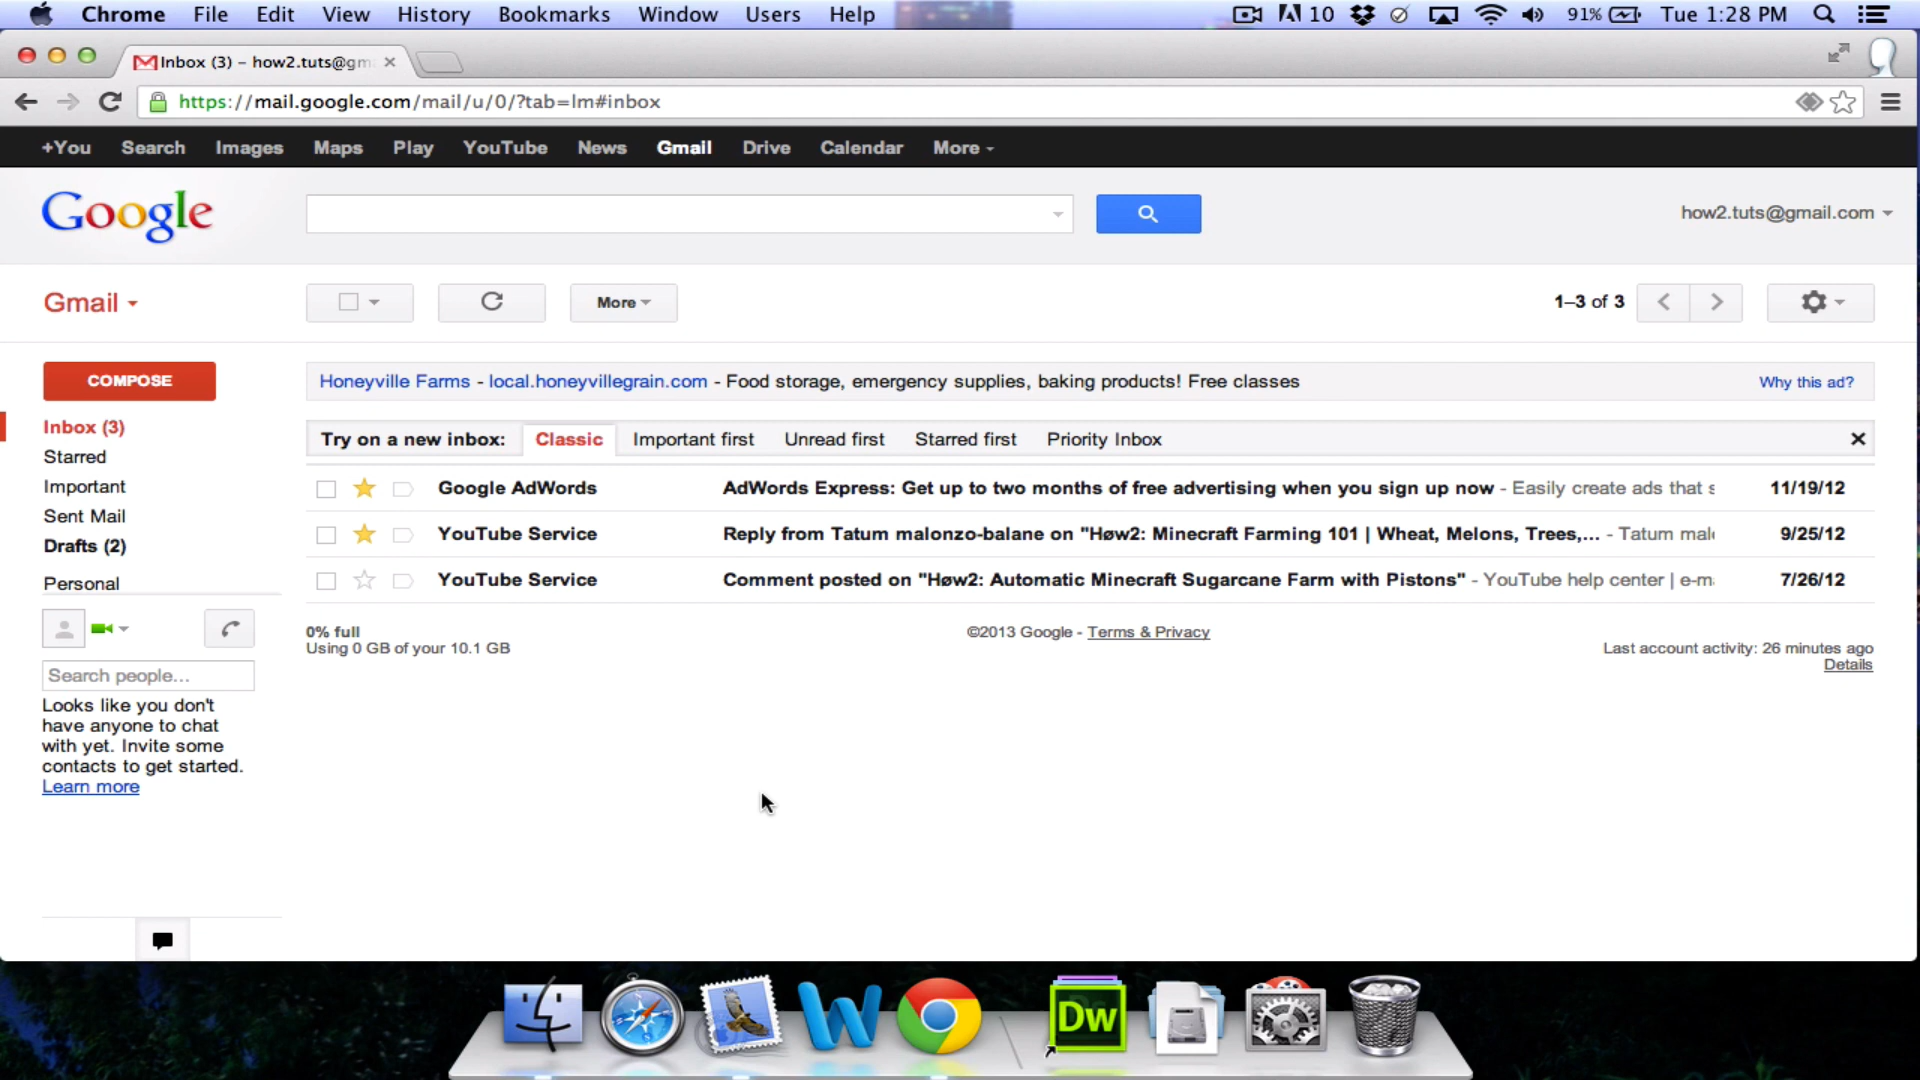 Chrome File Edit View History Bookmarks Window Users Help 10 91% Tue 1:28 PM
Inbox (3) – how2.tuts@gm
https://mail.google.com/mail/u/0/?tab=lm#inbox
+You Search Images Maps Play YouTube News Gmail Drive Calendar More
Google how2.tuts@gmail.com
Gmail More 1–3 of 3
COMPOSE
Honeyville Farms - local.honeyvillegrain.com - Food storage, emergency supplies, baking products! Free classes Why this ad?
Inbox (3)
Starred
Important
Sent Mail
Drafts (2)
Personal
Try on a new inbox: Classic Important first Unread first Starred first Priority Inbox
Google AdWords AdWords Express: Get up to two months of free advertising when you sign up now - Easily create ads that s 11/19/12
YouTube Service Reply from Tatum malonzo-balane on "Høw2: Minecraft Farming 101 | Wheat, Melons, Trees,... - Tatum malo 9/25/12
YouTube Service Comment posted on "Høw2: Automatic Minecraft Sugarcane Farm with Pistons" - YouTube help center | e-m 7/26/12
0% full
Using 0 GB of your 10.1 GB
©2013 Google - Terms & Privacy
Last account activity: 26 minutes ago
Details
Search people...
Looks like you don't
have anyone to chat
with yet. Invite some
contacts to get started.
Learn more
W
Dw